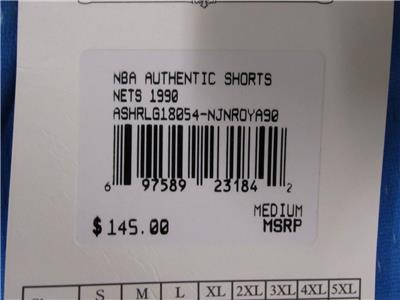 NBA AUTHENTIC SHORTS
NETS 1990
ASHRLG18054-NJNROYA90
6 97589 23184 2
MEDIUM
$ 145.00 MSRP
S M L XL 2XL 3XL 4XL 5XL